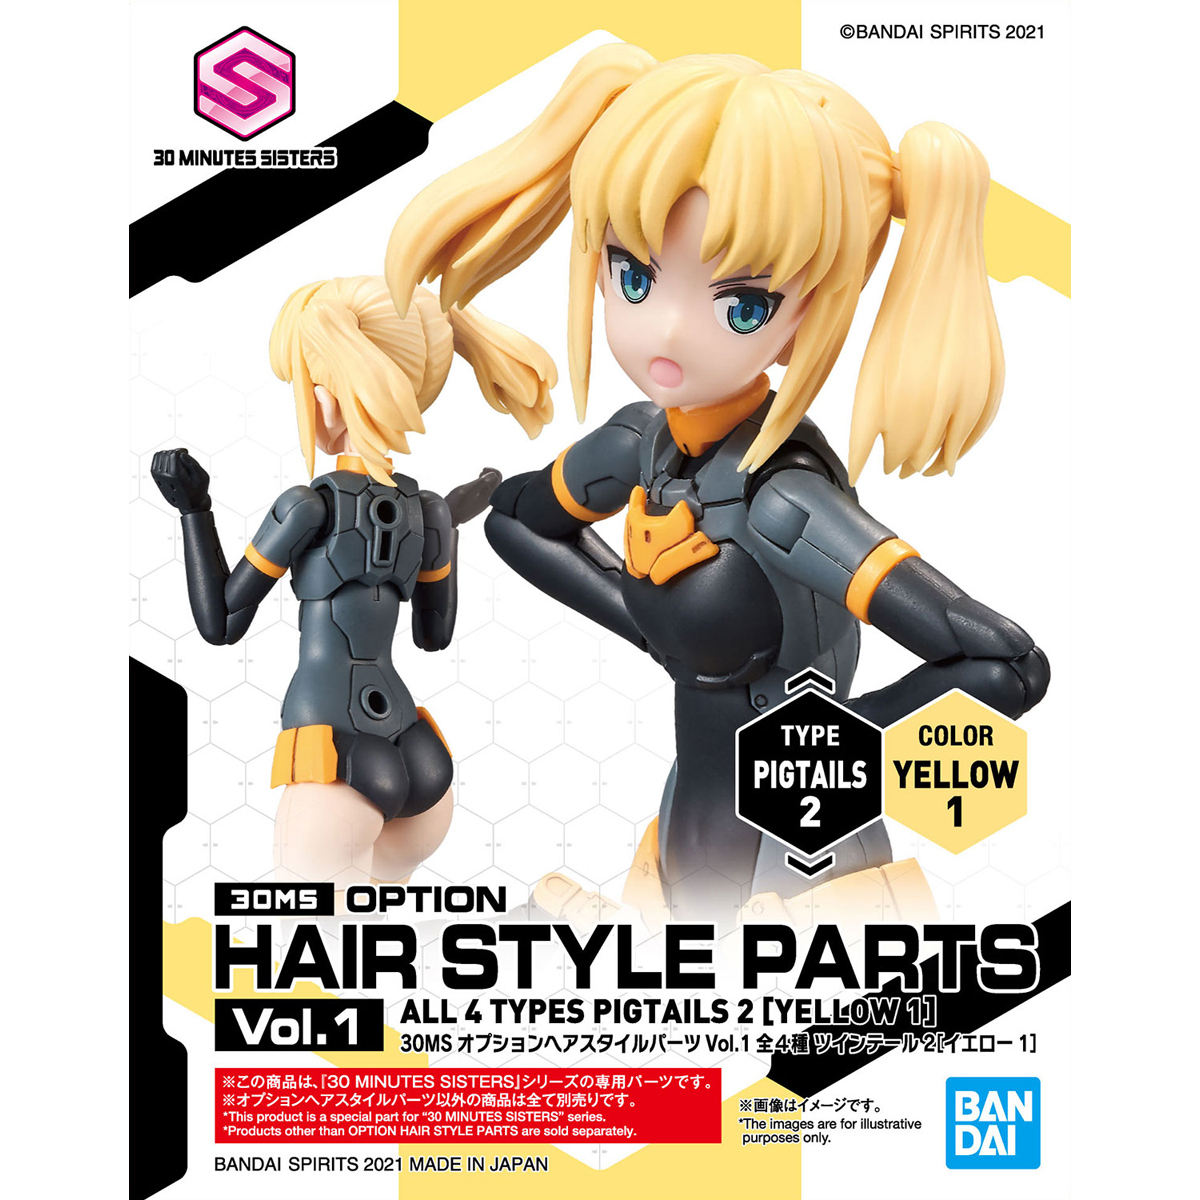 ©BANDAI SPIRITS 2021
S
30 MINUTES SISTERS
TYPE
PIGTAILS
2
COLOR
YELLOW
1
30MS OPTION
HAIR STYLE PARTS
Vol.1
ALL 4 TYPES PIGTAILS 2 [YELLOW 1]
30MS オプションヘアスタイルパーツ Vol.1 全4種 ツインテール 2[イエロー 1]
※この商品は、『30 MINUTES SISTERS』シリーズの専用パーツです。
※オプションヘアスタイルパーツ以外の商品は全て別売りです。
*This product is a special part for “30 MINUTES SISTERS” series.
*Products other than OPTION HAIR STYLE PARTS are sold separately.
※画像はイメージです。
*The images are for illustrative
purposes only.
BAN
DAI
BANDAI SPIRITS 2021 MADE IN JAPAN